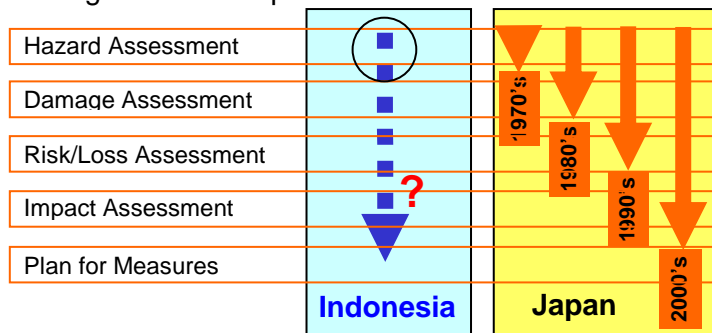 Hazard Assessment
Damage Assessment
Risk/Loss Assessment
Impact Assessment
Plan for Measures
?
Indonesia
Japan
1970's
1980's
1990's
2000's